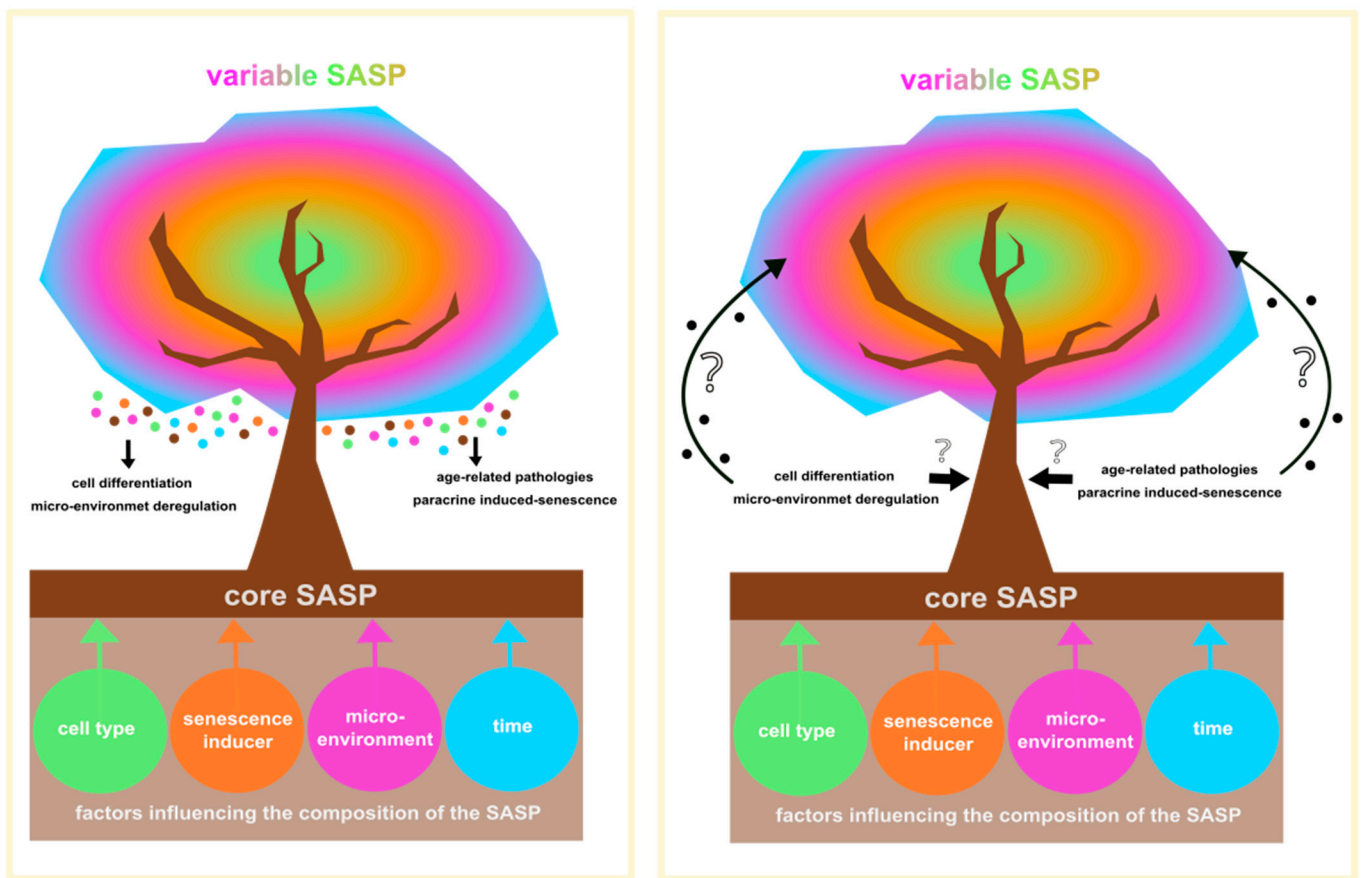 variable SASP
cell differentiation
micro-environmet deregulation
age-related pathologies
paracrine induced-senescence
core SASP
cell type
senescence
inducer
micro-
environment
time
factors influencing the composition of the SASP
variable SASP
?
?
?
?
cell differentiation
micro-environmet deregulation
age-related pathologies
paracrine induced-senescence
core SASP
cell type
senescence
inducer
micro-
environment
time
factors influencing the composition of the SASP